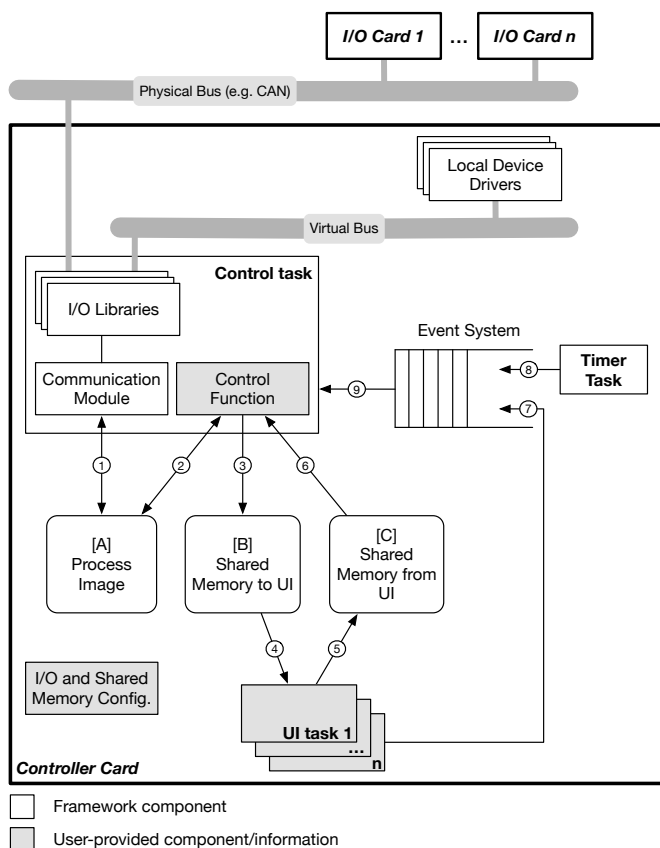 I/O Card 1
...
I/O Card n
Physical Bus (e.g. CAN)
Local Device
Drivers
Virtual Bus
Control task
I/O Libraries
Event System
Communication
Module
Control
Function
Timer
Task
9
8
7
1
2
3
6
[A]
Process
Image
[B]
Shared
Memory to UI
[C]
Shared
Memory from
UI
4
5
I/O and Shared
Memory Config.
UI task 1
...
n
Controller Card
Framework component
User-provided component/information